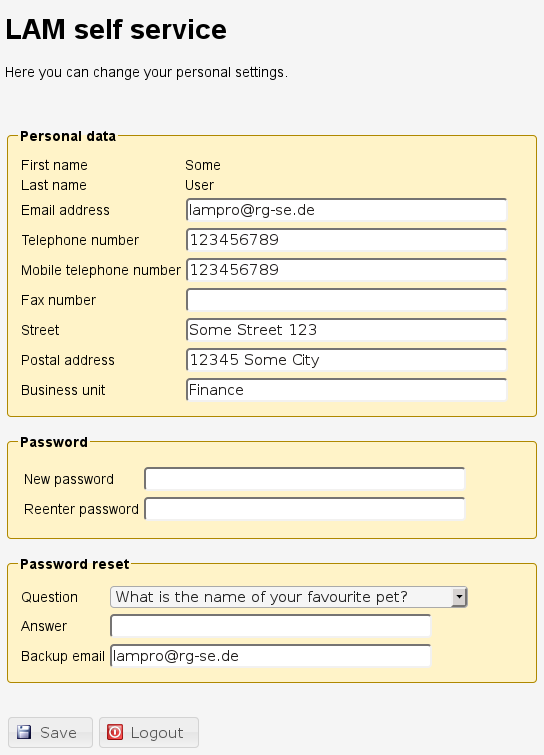 LAM self service
Here you can change your personal settings.
Personal data
First name Some
Last name User
Email address lampro@rg-se.de
Telephone number 123456789
Mobile telephone number 123456789
Fax number
Street Some Street 123
Postal address 12345 Some City
Business unit Finance
Password
New password
Reenter password
Password reset
Question What is the name of your favourite pet?
Answer
Backup email lampro@rg-se.de
Save Logout